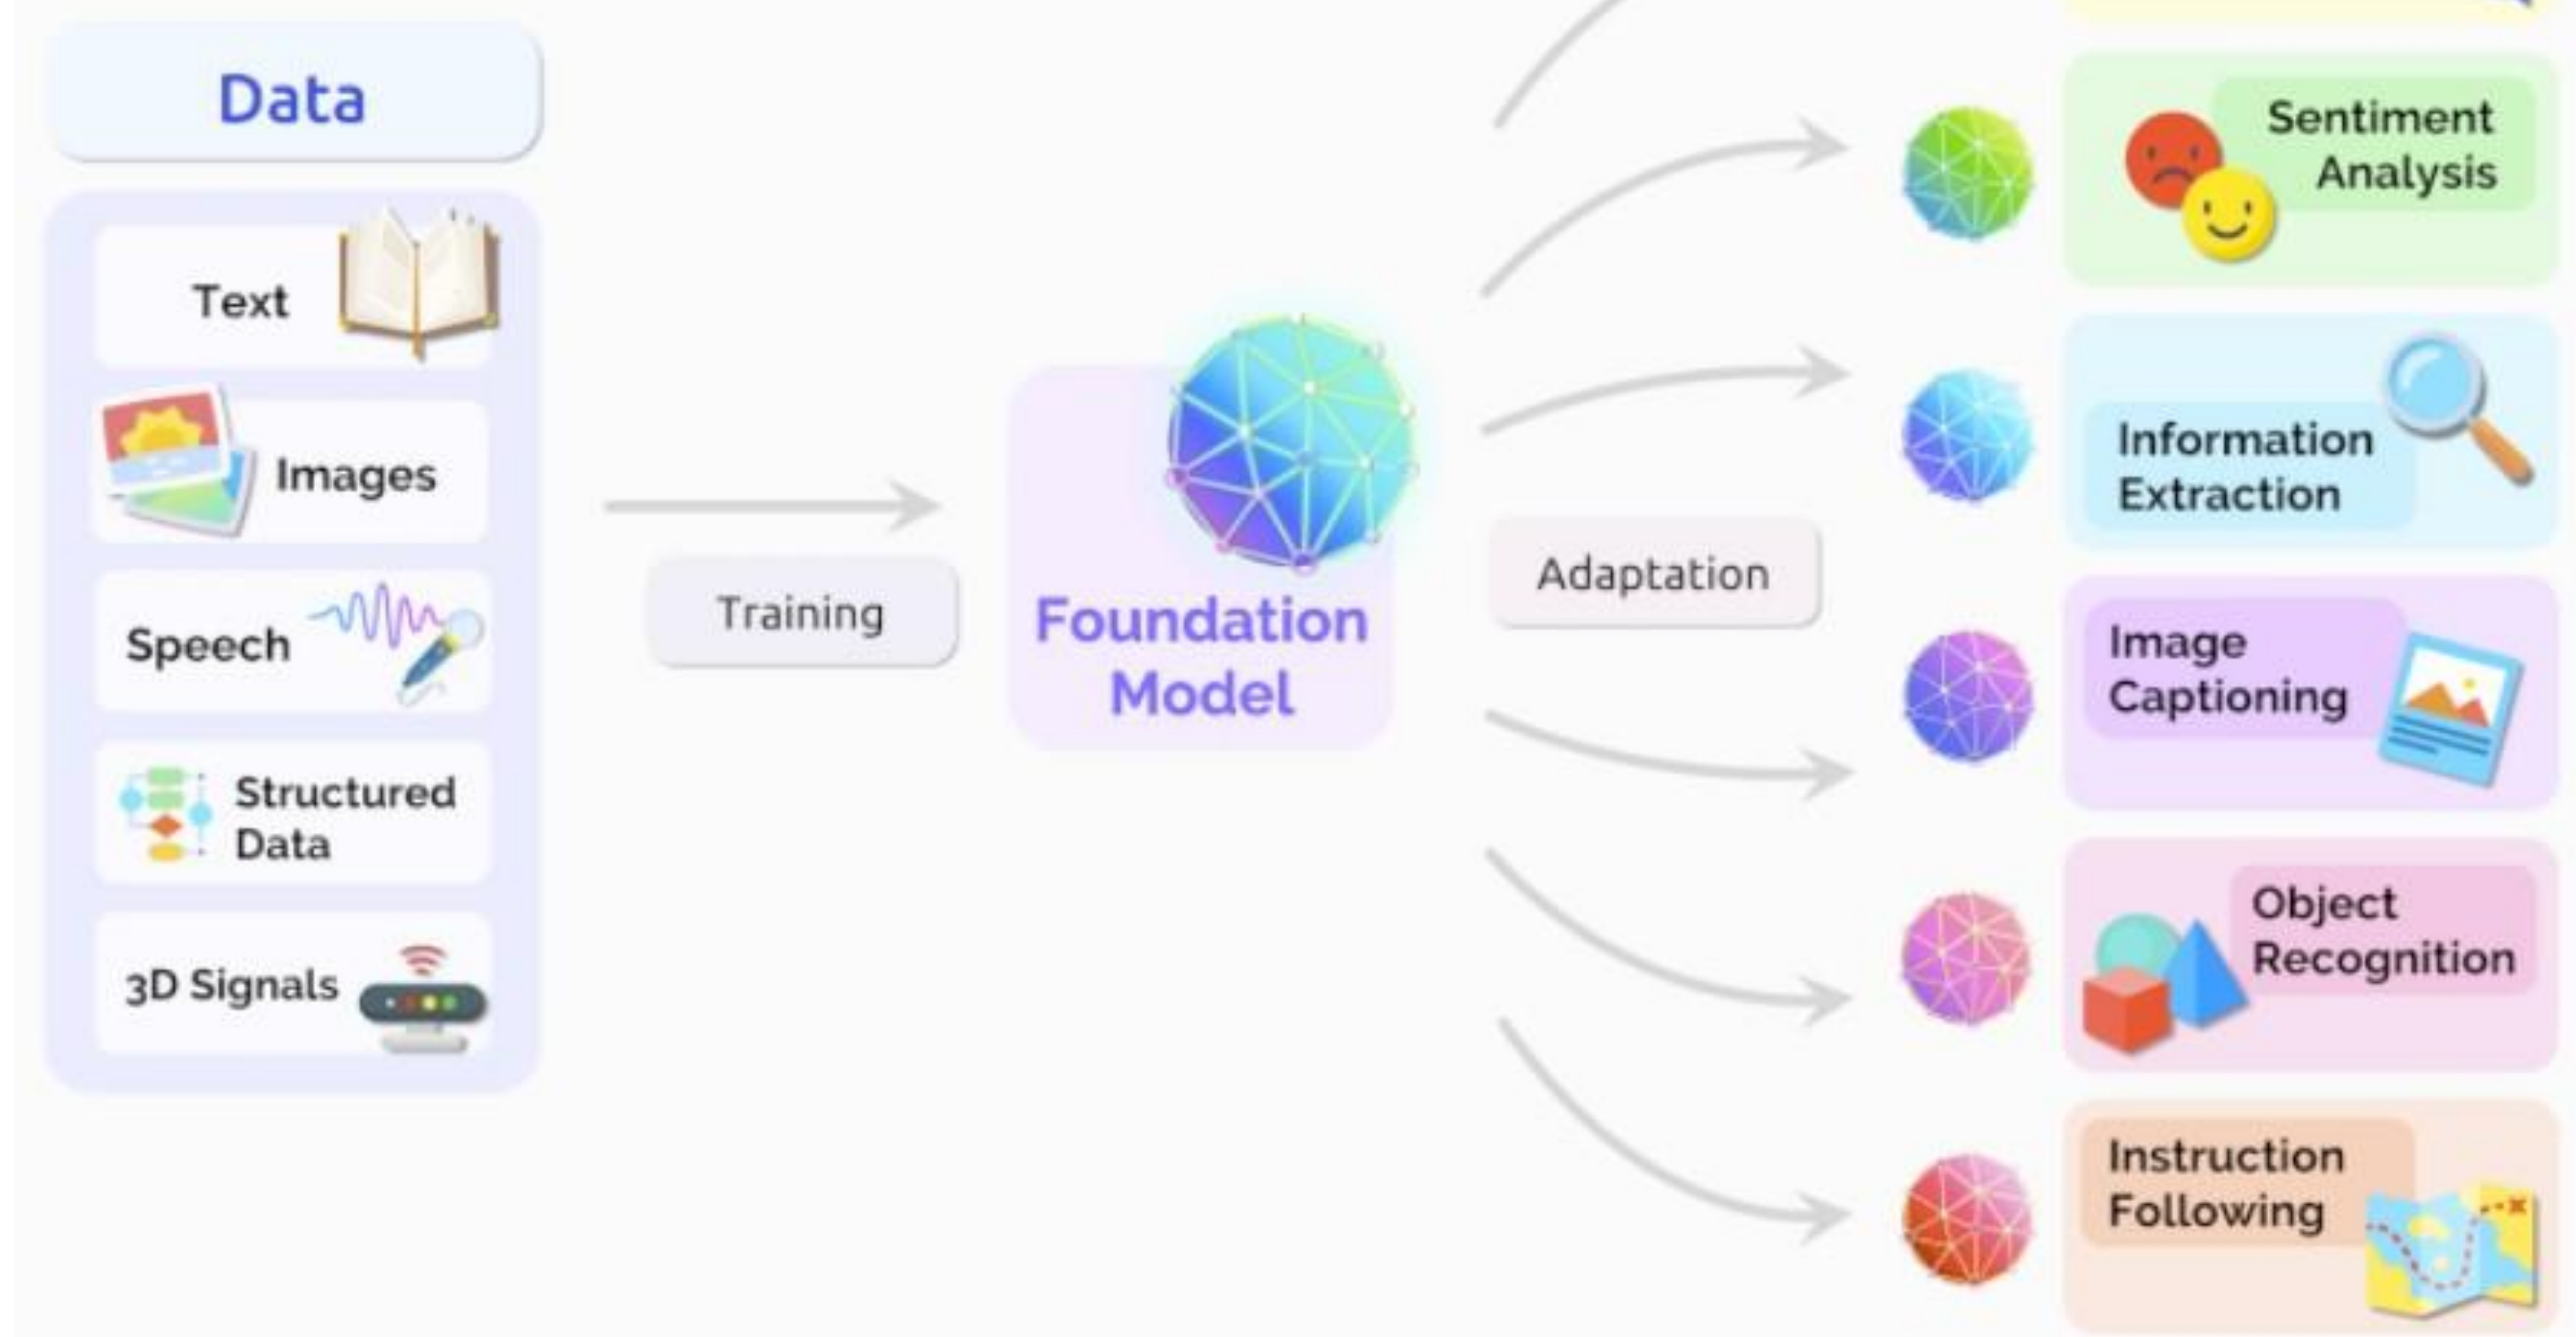 Data
Text
Images
Speech
Structured
Data
3D Signals
Training
Foundation
Model
Adaptation
Sentiment
Analysis
Information
Extraction
Image
Captioning
Object
Recognition
Instruction
Following